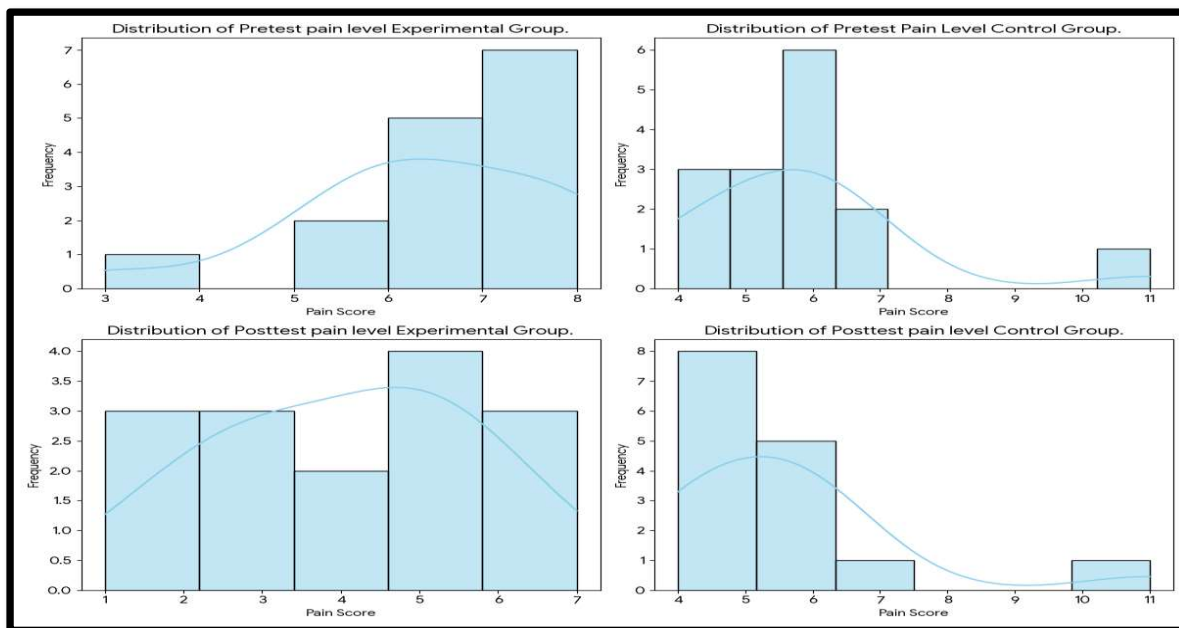 Distribution of Pretest pain level Experimental Group.
7
6
5
4
3
2
1
0
Frequency
3 4 5 6 7 8
Pain Score
Distribution of Pretest Pain Level Control Group.
6
5
4
3
2
1
0
Frequency
4 5 6 7 8 9 10 11
Pain Score
Distribution of Posttest pain level Experimental Group.
4.0
3.5
3.0
2.5
2.0
1.5
1.0
0.5
0.0
Frequency
1 2 3 4 5 6 7
Pain Score
Distribution of Posttest pain level Control Group.
8
7
6
5
4
3
2
1
0
Frequency
4 5 6 7 8 9 10 11
Pain Score